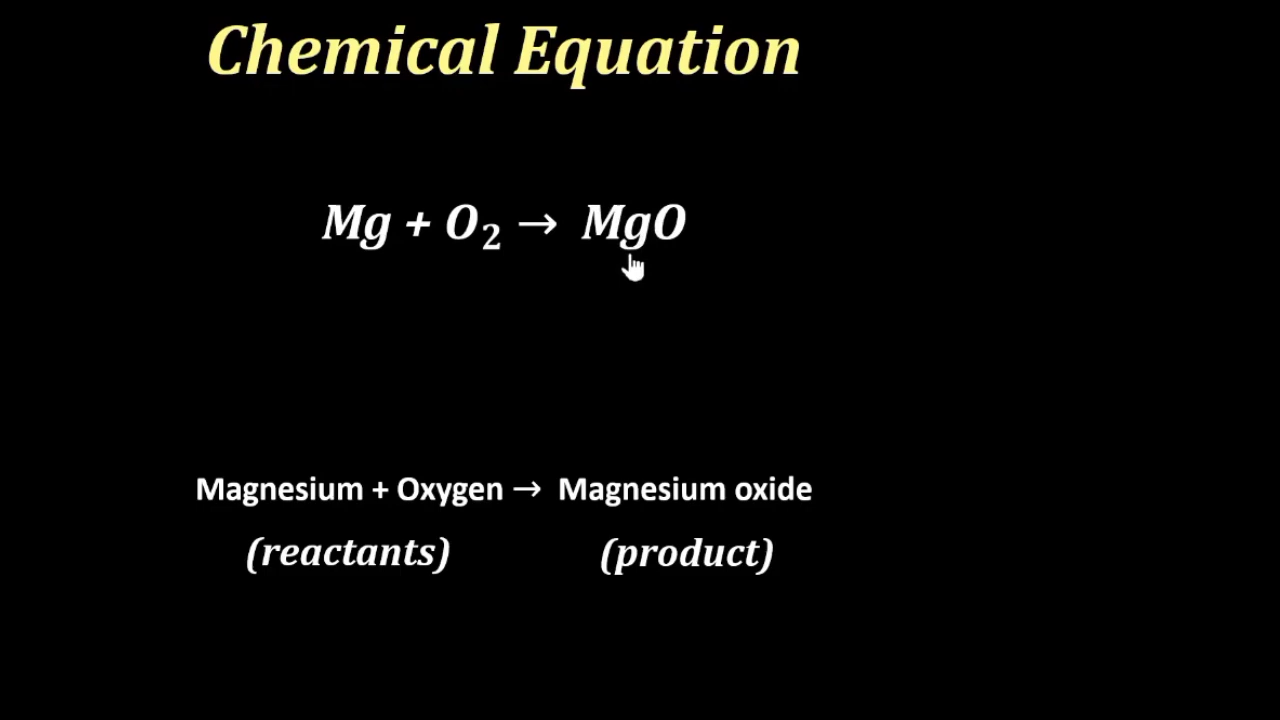 Chemical Equation
Mg + O₂ → MgO
Magnesium + Oxygen → Magnesium oxide
(reactants) (product)